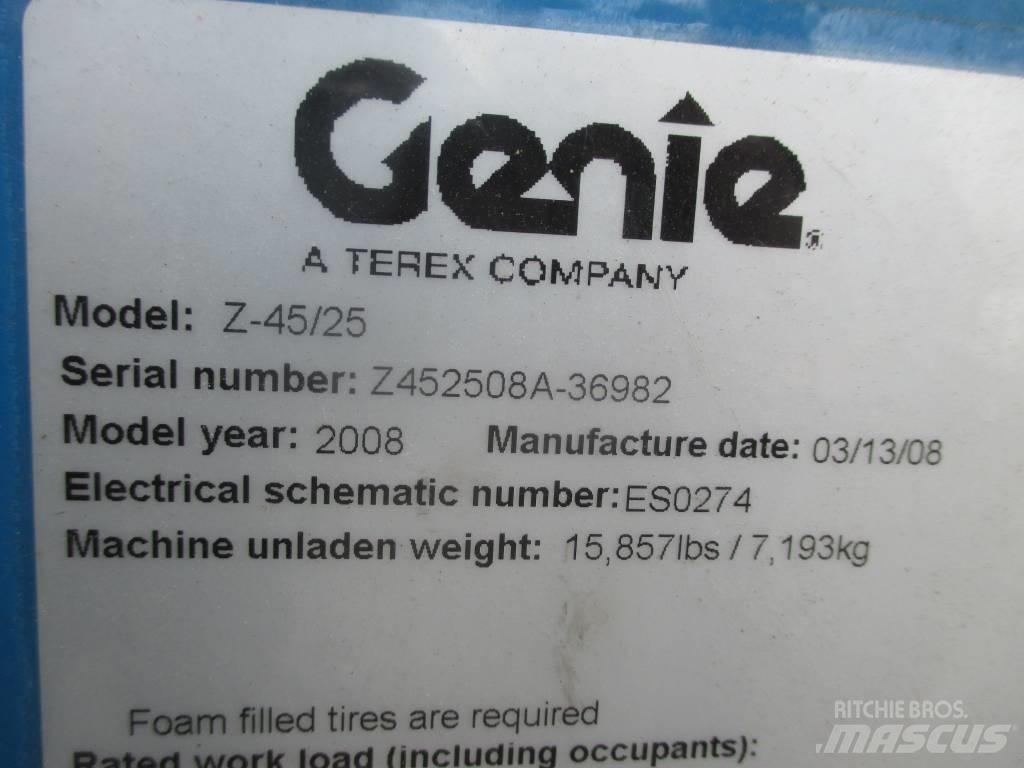 Genie®
A TEREX COMPANY
Model: Z-45/25
Serial number: Z452508A-36982
Model year: 2008 Manufacture date: 03/13/08
Electrical schematic number:ES0274
Machine unladen weight: 15,857lbs / 7,193kg
Foam filled tires are required
Rated work load (including occupants):
RITCHIE BROS.
MASCUS